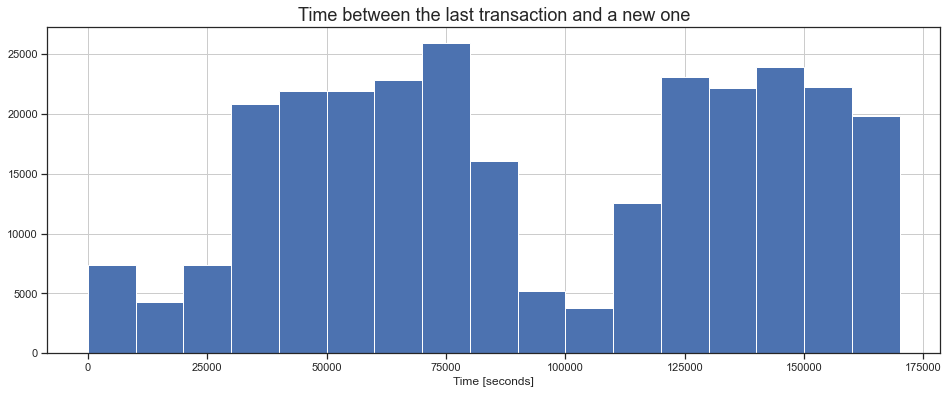 Time between the last transaction and a new one
25000
20000
15000
10000
5000
0
0 25000 50000 75000 100000 125000 150000 175000
Time [seconds]